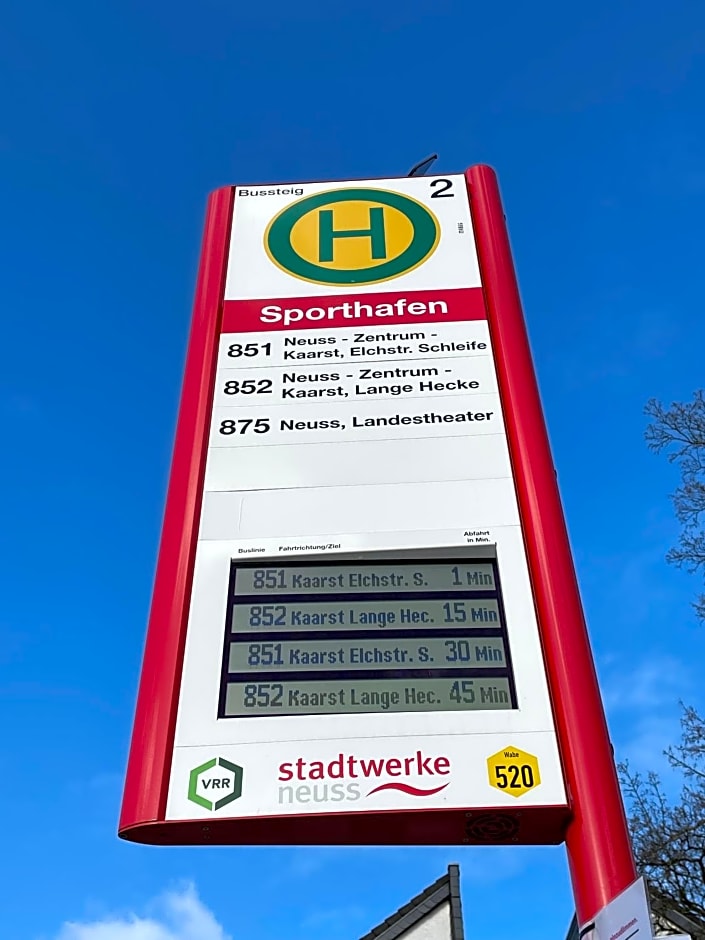 Bussteig 2
H
Sporthafen
851 Neuss - Zentrum -
Kaarst, Elchstr. Schleife
852 Neuss - Zentrum -
Kaarst, Lange Hecke
875 Neuss, Landestheater
Buslinie Fahrtrichtung/Ziel Abfahrt
in Min.
851 Kaarst Elchstr. S. 1 Min
852 Kaarst Lange Hec. 15 Min
851 Kaarst Elchstr. S. 30 Min
852 Kaarst Lange Hec. 45 Min
VRR
stadtwerke
neuss
Wabe
520